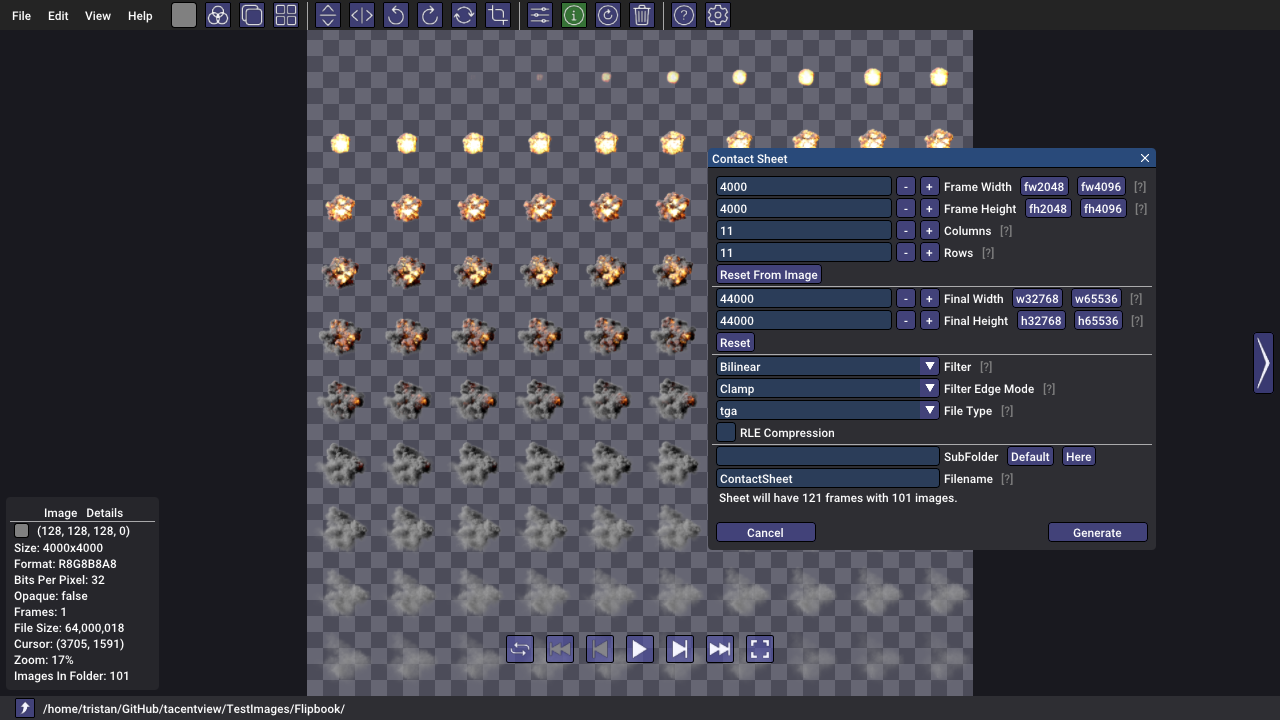 File Edit View Help
Contact Sheet
4000 - + Frame Width fw2048 fw4096 [?]
4000 - + Frame Height fh2048 fh4096 [?]
11 - + Columns [?]
11 - + Rows [?]
Reset From Image
44000 - + Final Width w32768 w65536 [?]
44000 - + Final Height h32768 h65536 [?]
Reset
Bilinear Filter [?]
Clamp Filter Edge Mode [?]
tga File Type [?]
RLE Compression
SubFolder Default Here
ContactSheet Filename [?]
Sheet will have 121 frames with 101 images.
Cancel Generate
Image Details
(128, 128, 128, 0)
Size: 4000x4000
Format: R8G8B8A8
Bits Per Pixel: 32
Opaque: false
Frames: 1
File Size: 64,000,018
Cursor: (3705, 1591)
Zoom: 17%
Images In Folder: 101
/home/tristan/GitHub/tacentview/TestImages/Flipbook/